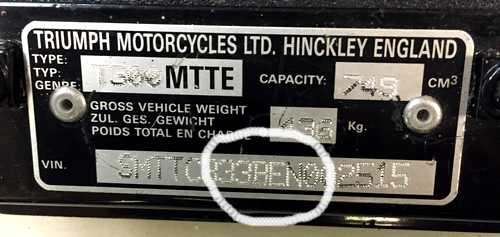 TRIUMPH MOTORCYCLES LTD. HINCKLEY ENGLAND
TYPE:
TYP:
GENRE: T300 MTTE CAPACITY: 749 CM³
GROSS VEHICLE WEIGHT
ZUL. GES. GEWICHT
POIDS TOTAL EN CHARGE Kg.
VIN.